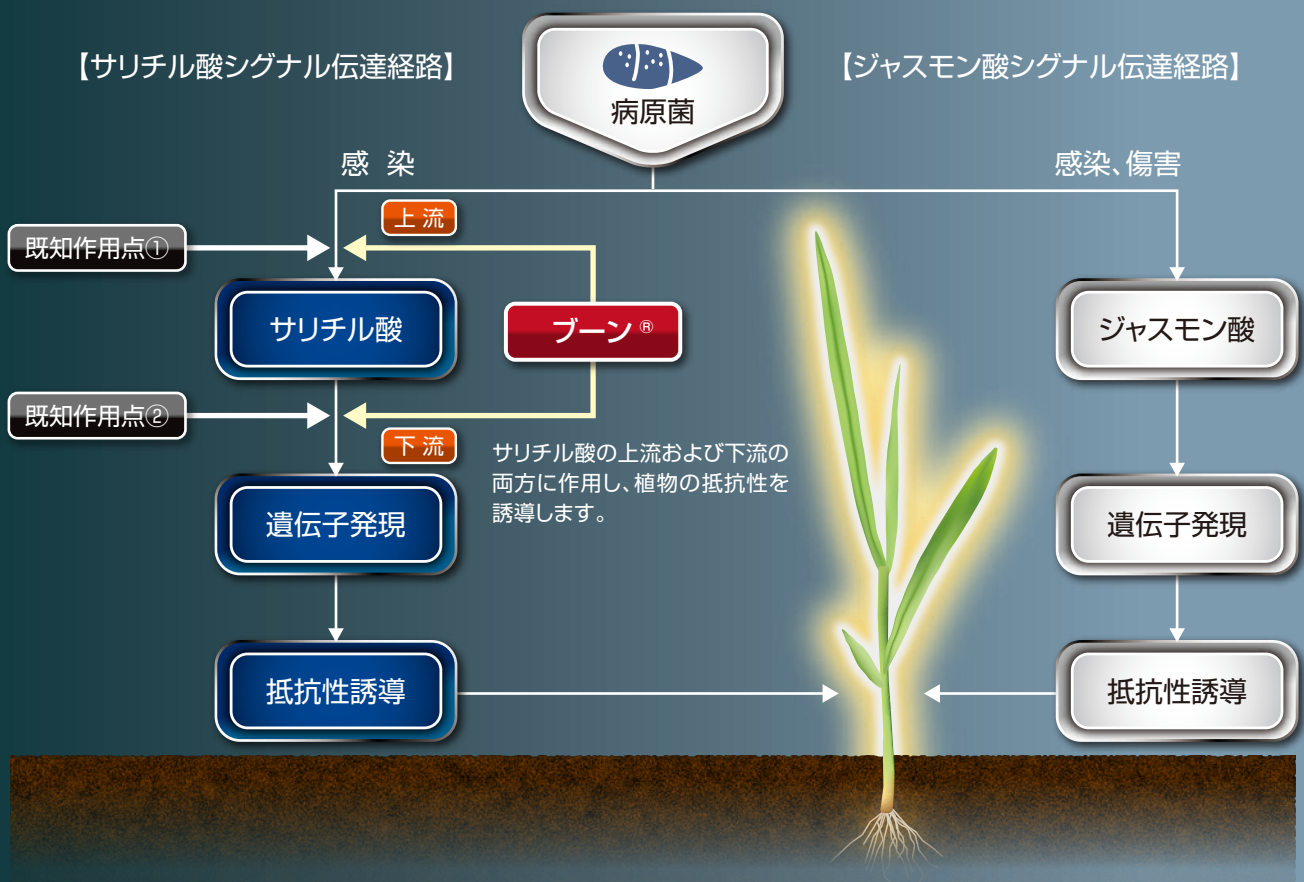 【サリチル酸シグナル伝達経路】
病原菌
【ジャスモン酸シグナル伝達経路】
感 染
感染、傷害
上 流
既知作用点①
サリチル酸
ブーン®
ジャスモン酸
既知作用点②
下 流
サリチル酸の上流および下流の
両方に作用し、植物の抵抗性を
誘導します。
遺伝子発現
遺伝子発現
抵抗性誘導
抵抗性誘導